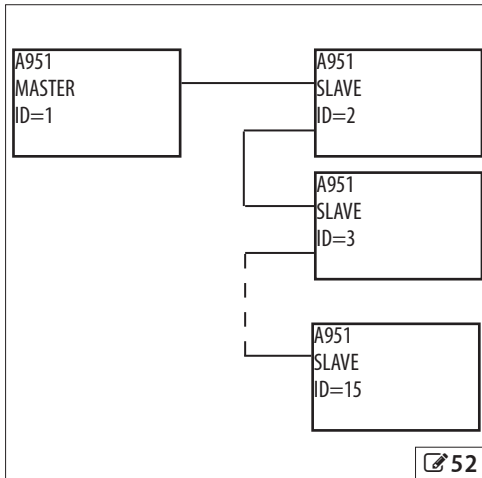 A951
MASTER
ID=1
A951
SLAVE
ID=2
A951
SLAVE
ID=3
A951
SLAVE
ID=15
52